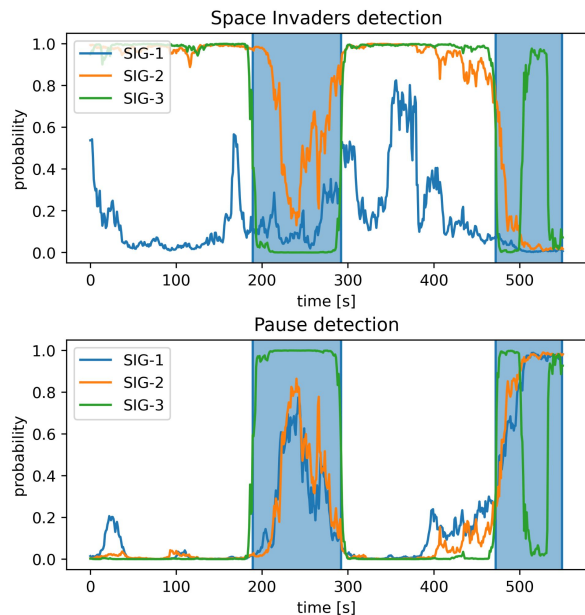 Space Invaders detection
1.0
0.8
0.6
0.4
0.2
0.0
probability
SIG-1
SIG-2
SIG-3
0 100 200 300 400 500
time [s]
Pause detection
1.0
0.8
0.6
0.4
0.2
0.0
probability
SIG-1
SIG-2
SIG-3
0 100 200 300 400 500
time [s]